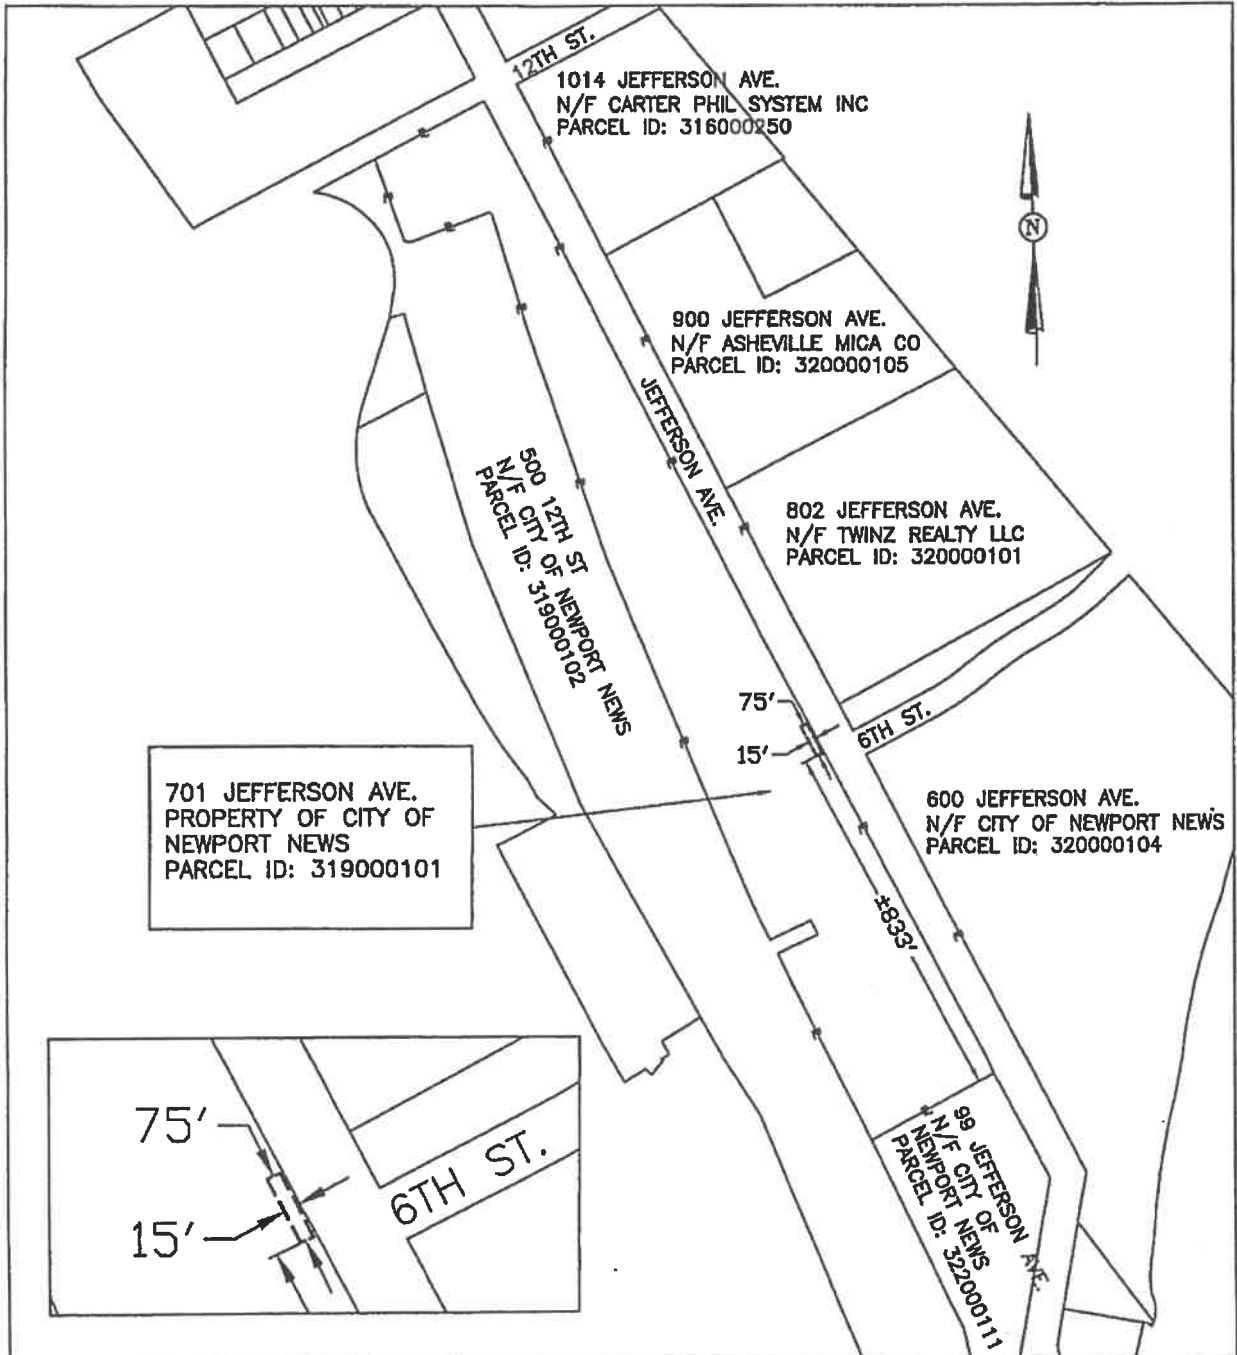 12TH ST.
1014 JEFFERSON AVE.
N/F CARTER PHIL SYSTEM INC
PARCEL ID: 316000250
N
900 JEFFERSON AVE.
N/F ASHEVILLE MICA CO
PARCEL ID: 320000105
JEFFERSON AVE.
500 12TH ST
N/F CITY OF NEWPORT NEWS
PARCEL ID: 319000102
802 JEFFERSON AVE.
N/F TWINZ REALTY LLC
PARCEL ID: 320000101
75'
15'
6TH ST.
701 JEFFERSON AVE.
PROPERTY OF CITY OF
NEWPORT NEWS
PARCEL ID: 319000101
600 JEFFERSON AVE.
N/F CITY OF NEWPORT NEWS
PARCEL ID: 320000104
±833'
99 JEFFERSON AVE.
N/F CITY OF
NEWPORT NEWS
PARCEL ID: 322000111
75'
15'
6TH ST.